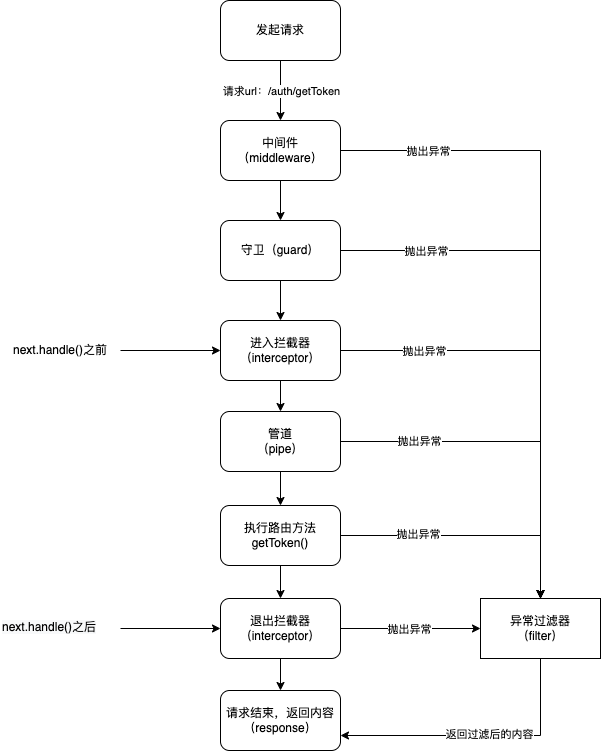 发起请求
请求url：/auth/getToken
中间件
（middleware）
抛出异常
守卫（guard）
抛出异常
next.handle()之前
进入拦截器
（interceptor）
抛出异常
管道
（pipe）
抛出异常
执行路由方法
getToken()
抛出异常
next.handle()之后
退出拦截器
（interceptor）
抛出异常
异常过滤器
（filter）
请求结束，返回内容
（response）
返回过滤后的内容